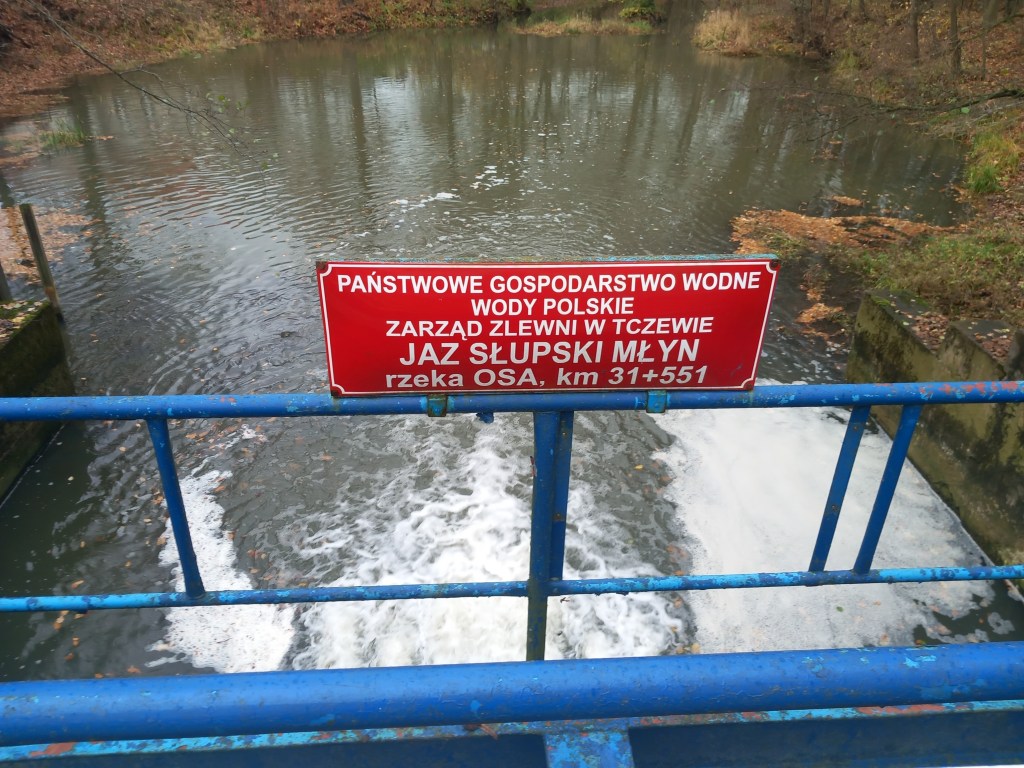 PAŃSTWOWE GOSPODARSTWO WODNE
WODY POLSKIE
ZARZĄD ZLEWNI W TCZEWIE
JAZ SŁUPSKI MŁYN
rzeka OSA, km 31+551